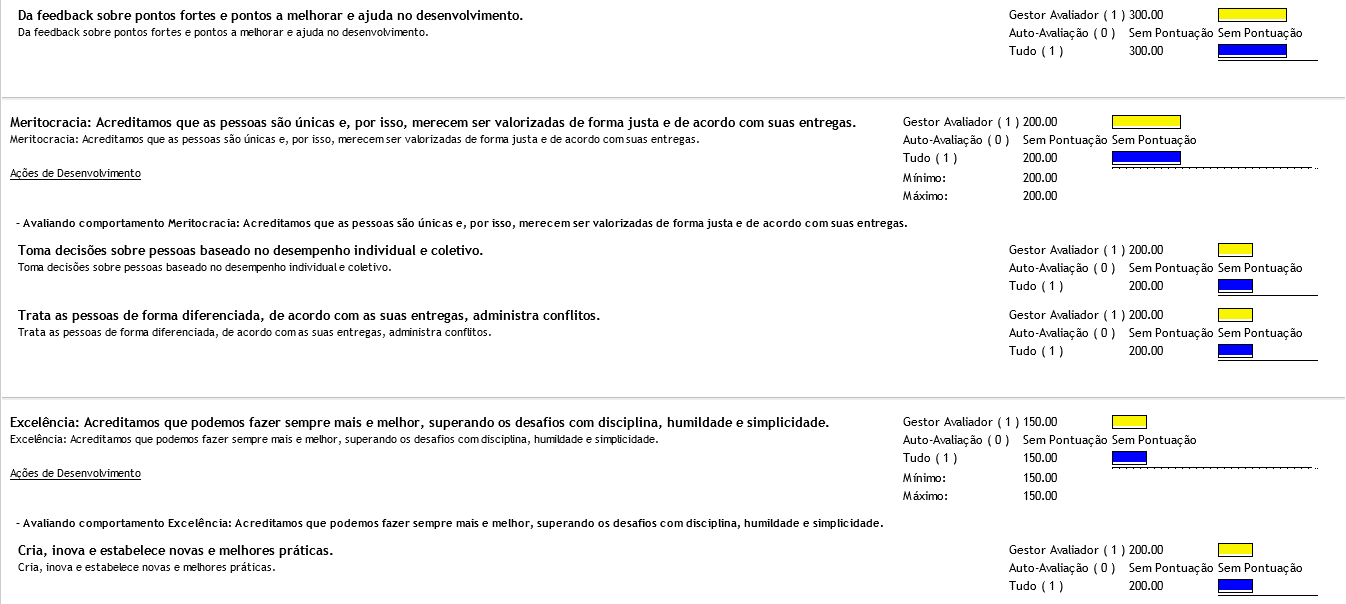 Da feedback sobre pontos fortes e pontos a melhorar e ajuda no desenvolvimento.
Da feedback sobre pontos fortes e pontos a melhorar e ajuda no desenvolvimento.
Gestor Avaliador ( 1 ) 300.00
Auto-Avaliação ( 0 ) Sem Pontuação Sem Pontuação
Tudo ( 1 ) 300.00
Meritocracia: Acreditamos que as pessoas são únicas e, por isso, merecem ser valorizadas de forma justa e de acordo com suas entregas.
Meritocracia: Acreditamos que as pessoas são únicas e, por isso, merecem ser valorizadas de forma justa e de acordo com suas entregas.
Ações de Desenvolvimento
Gestor Avaliador ( 1 ) 200.00
Auto-Avaliação ( 0 ) Sem Pontuação Sem Pontuação
Tudo ( 1 ) 200.00
Mínimo: 200.00
Máximo: 200.00
- Avaliando comportamento Meritocracia: Acreditamos que as pessoas são únicas e, por isso, merecem ser valorizadas de forma justa e de acordo com suas entregas.
Toma decisões sobre pessoas baseado no desempenho individual e coletivo.
Toma decisões sobre pessoas baseado no desempenho individual e coletivo.
Gestor Avaliador ( 1 ) 200.00
Auto-Avaliação ( 0 ) Sem Pontuação Sem Pontuação
Tudo ( 1 ) 200.00
Trata as pessoas de forma diferenciada, de acordo com as suas entregas, administra conflitos.
Trata as pessoas de forma diferenciada, de acordo com as suas entregas, administra conflitos.
Gestor Avaliador ( 1 ) 200.00
Auto-Avaliação ( 0 ) Sem Pontuação Sem Pontuação
Tudo ( 1 ) 200.00
Excelência: Acreditamos que podemos fazer sempre mais e melhor, superando os desafios com disciplina, humildade e simplicidade.
Excelência: Acreditamos que podemos fazer sempre mais e melhor, superando os desafios com disciplina, humildade e simplicidade.
Ações de Desenvolvimento
Gestor Avaliador ( 1 ) 150.00
Auto-Avaliação ( 0 ) Sem Pontuação Sem Pontuação
Tudo ( 1 ) 150.00
Mínimo: 150.00
Máximo: 150.00
- Avaliando comportamento Excelência: Acreditamos que podemos fazer sempre mais e melhor, superando os desafios com disciplina, humildade e simplicidade.
Cria, inova e estabelece novas e melhores práticas.
Cria, inova e estabelece novas e melhores práticas.
Gestor Avaliador ( 1 ) 200.00
Auto-Avaliação ( 0 ) Sem Pontuação Sem Pontuação
Tudo ( 1 ) 200.00